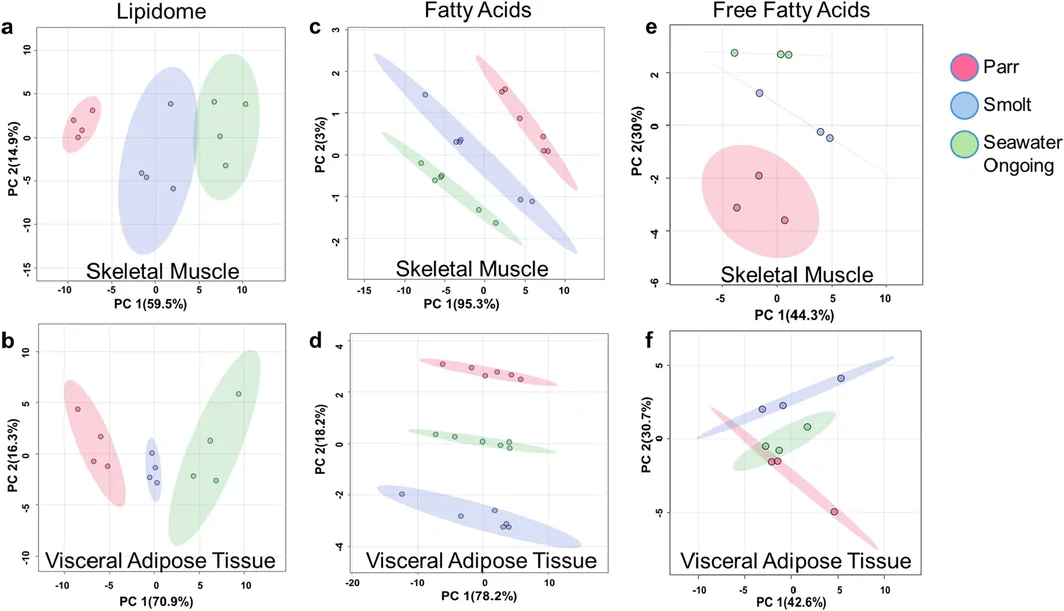 Lipidome
Fatty Acids
Free Fatty Acids
a
10
5
0
-5
-10
-15
PC 2(14.9%)
Skeletal Muscle
-10
-5
0
5
10
PC 1(59.5%)
c
3
2
1
0
-1
-2
PC 2(3%)
Skeletal Muscle
-15
-10
-5
0
5
10
PC 1(95.3%)
e
2
0
-2
-4
-6
PC 2(30%)
Skeletal Muscle
-5
0
5
10
PC 1(44.3%)
Parr
Smolt
Seawater
Ongoing
b
10
5
0
-5
-10
PC 2(16.3%)
Visceral Adipose Tissue
-10
-5
0
5
10
PC 1(70.9%)
d
4
2
0
-2
-4
PC 2(18.2%)
Visceral Adipose Tissue
-20
-10
0
10
PC 1(78.2%)
f
5
0
-5
PC 2(30.7%)
Visceral Adipose Tissue
-10
-5
0
5
10
PC 1(42.6%)